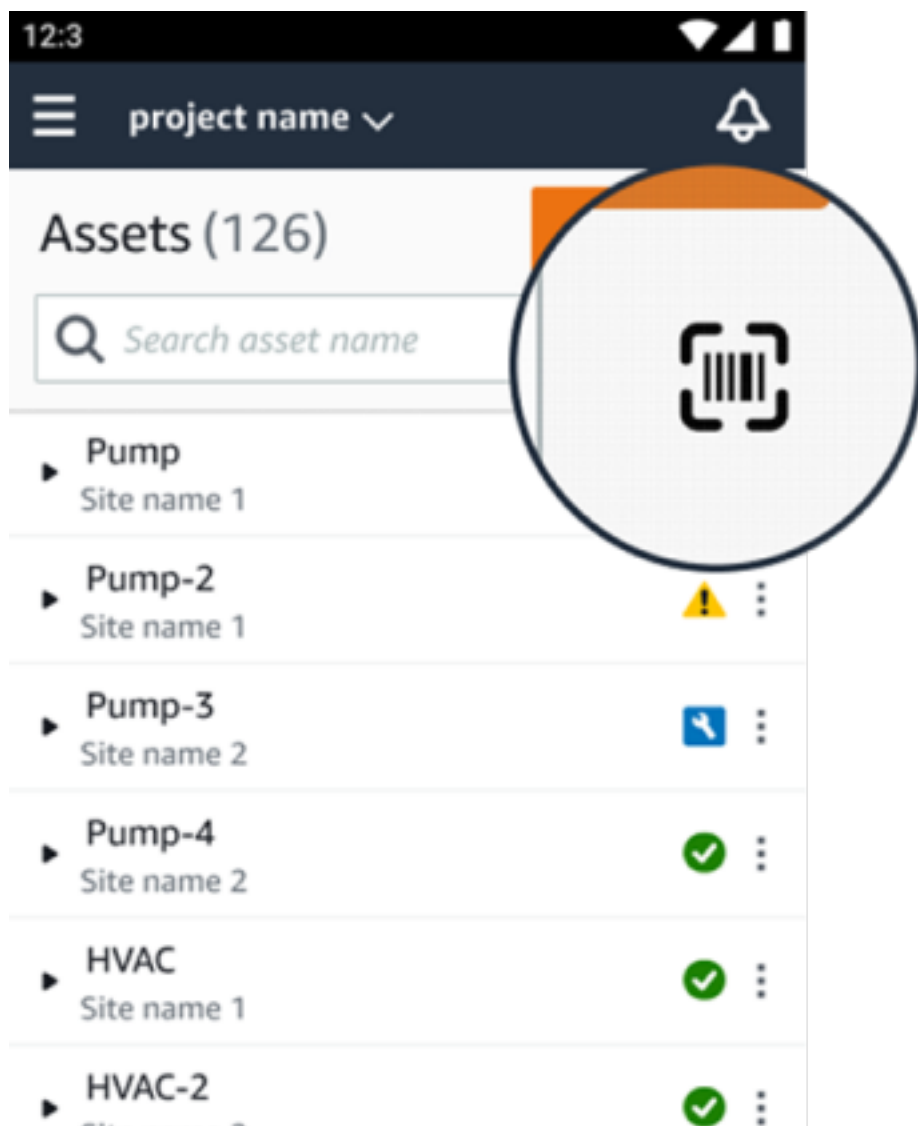 12:3
project name
Assets (126)
Search asset name
Pump
Site name 1
Pump-2
Site name 1
Pump-3
Site name 2
Pump-4
Site name 2
HVAC
Site name 1
HVAC-2